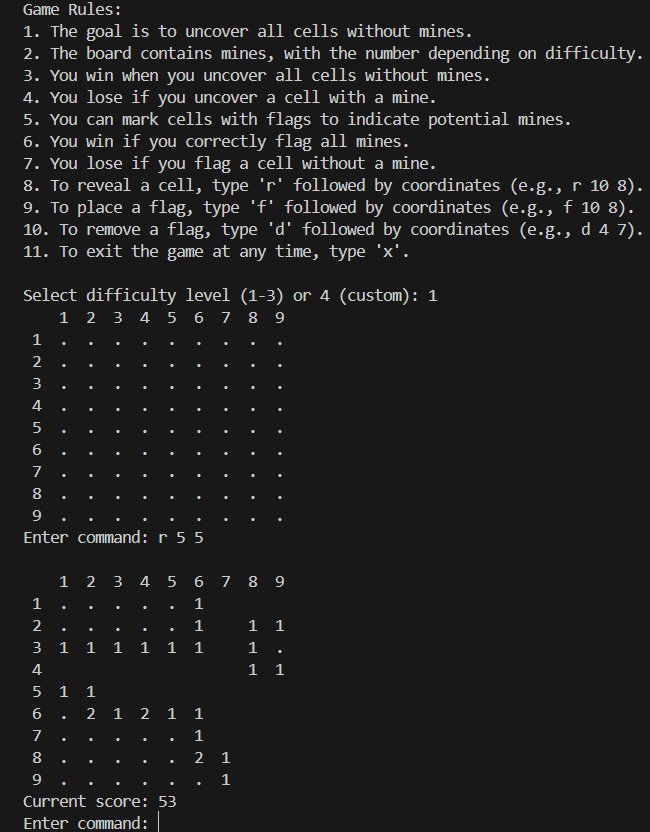 Game Rules:
1. The goal is to uncover all cells without mines.
2. The board contains mines, with the number depending on difficulty.
3. You win when you uncover all cells without mines.
4. You lose if you uncover a cell with a mine.
5. You can mark cells with flags to indicate potential mines.
6. You win if you correctly flag all mines.
7. You lose if you flag a cell without a mine.
8. To reveal a cell, type 'r' followed by coordinates (e.g., r 10 8).
9. To place a flag, type 'f' followed by coordinates (e.g., f 10 8).
10. To remove a flag, type 'd' followed by coordinates (e.g., d 4 7).
11. To exit the game at any time, type 'x'.

Select difficulty level (1-3) or 4 (custom): 1
    1  2  3  4  5  6  7  8  9
 1  .  .  .  .  .  .  .  .  .
 2  .  .  .  .  .  .  .  .  .
 3  .  .  .  .  .  .  .  .  .
 4  .  .  .  .  .  .  .  .  .
 5  .  .  .  .  .  .  .  .  .
 6  .  .  .  .  .  .  .  .  .
 7  .  .  .  .  .  .  .  .  .
 8  .  .  .  .  .  .  .  .  .
 9  .  .  .  .  .  .  .  .  .
Enter command: r 5 5

    1  2  3  4  5  6  7  8  9
 1  .  .  .  .  .  1
 2  .  .  .  .  .  1     1  1
 3  1  1  1  1  1  1     1  .
 4                       1  1
 5  1  1
 6  .  2  1  2  1  1
 7  .  .  .  .  .  1
 8  .  .  .  .  .  2  1
 9  .  .  .  .  .  .  1
Current score: 53
Enter command: